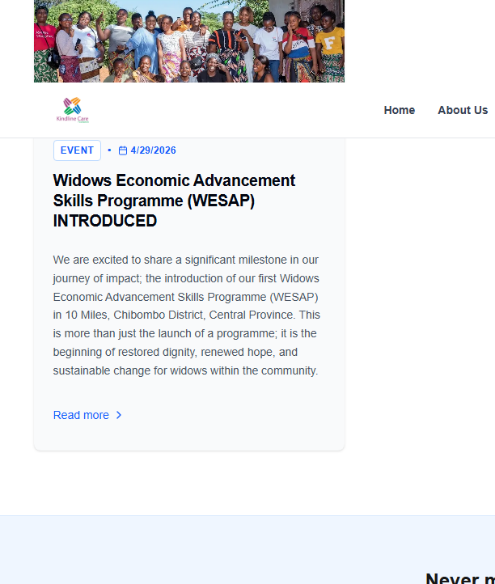 Kindline Care
Home About Us
EVENT • 4/29/2026
Widows Economic Advancement
Skills Programme (WESAP)
INTRODUCED
We are excited to share a significant milestone in our
journey of impact; the introduction of our first Widows
Economic Advancement Skills Programme (WESAP)
in 10 Miles, Chibombo District, Central Province. This
is more than just the launch of a programme; it is the
beginning of restored dignity, renewed hope, and
sustainable change for widows within the community.
Read more
Never m